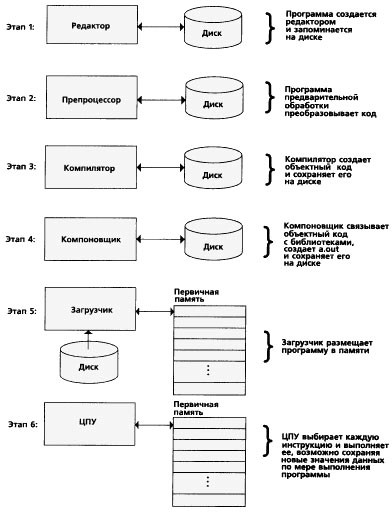 Этап 1:
Редактор
Диск
Программа создается
редактором
и запоминается
на диске
Этап 2:
Препроцессор
Диск
Программа
предварительной
обработки
преобразовывает код
Этап 3:
Компилятор
Диск
Компилятор создает
объектный код
и сохраняет его
на диске
Этап 4:
Компоновщик
Диск
Компоновщик связывает
объектный код
с библиотеками,
создает a.out
и сохраняет его
на диске
Этап 5:
Загрузчик
Диск
Первичная
память
Загрузчик размещает
программу в памяти
Этап 6:
ЦПУ
Первичная
память
ЦПУ выбирает каждую
инструкцию и выполняет
ее, возможно сохраняя
новые значения данных
по мере выполнения
программы